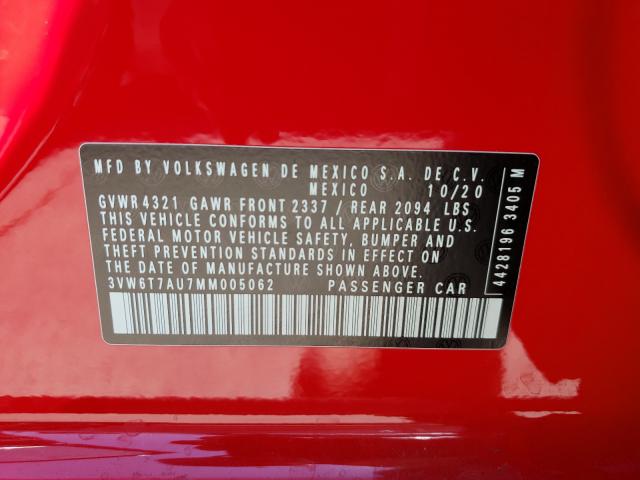 MFD BY VOLKSWAGEN DE MEXICO S.A. DE C.V.
MEXICO 10/20
GVWR 4321 GAWR FRONT 2337 / REAR 2094 LBS
THIS VEHICLE CONFORMS TO ALL APPLICABLE U.S.
FEDERAL MOTOR VEHICLE SAFETY, BUMPER AND
THEFT PREVENTION STANDARDS IN EFFECT ON
THE DATE OF MANUFACTURE SHOWN ABOVE.
3VW6T7AU7MM005062 PASSENGER CAR
4428196 3405 M